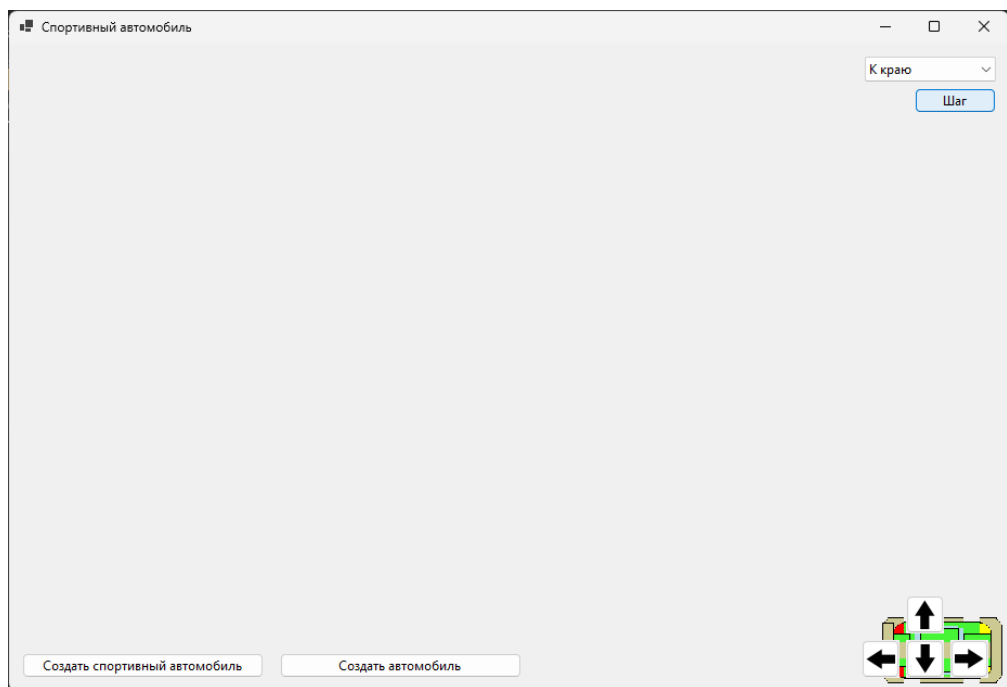 Спортивный автомобиль
К краю
Шаг
Создать спортивный автомобиль
Создать автомобиль